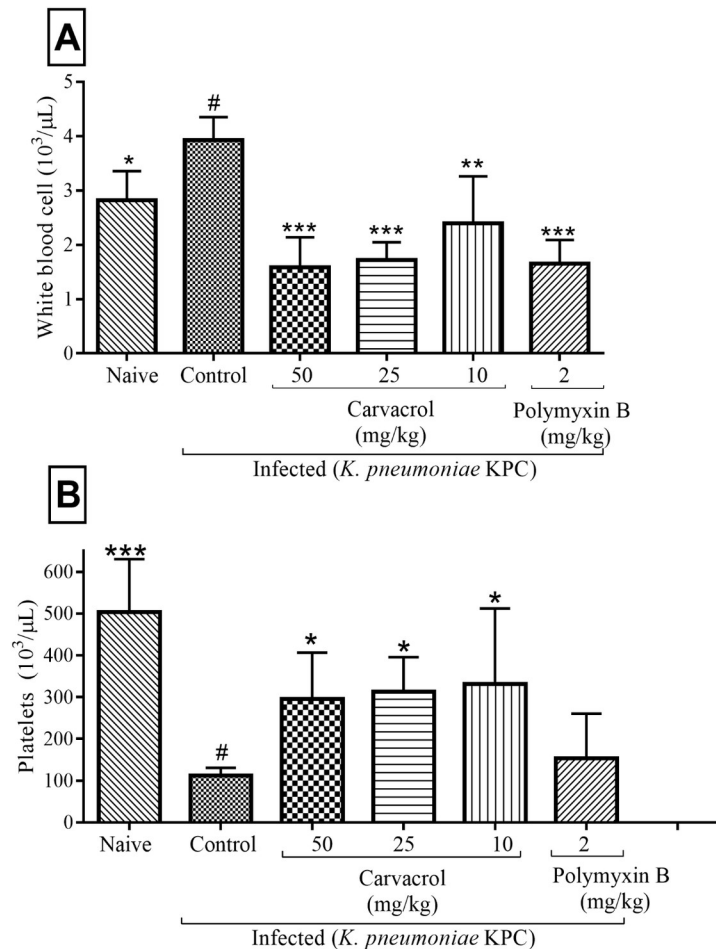 A
White blood cell (10³/µL)
5
4
3
2
1
0
*
#
***
***
**
***
Naive
Control
50
25
10
2
Carvacrol
(mg/kg)
Polymyxin B
(mg/kg)
Infected (K. pneumoniae KPC)
B
Platelets (10³/µL)
600
500
400
300
200
100
0
***
#
*
*
*
Naive
Control
50
25
10
2
Carvacrol
(mg/kg)
Polymyxin B
(mg/kg)
Infected (K. pneumoniae KPC)